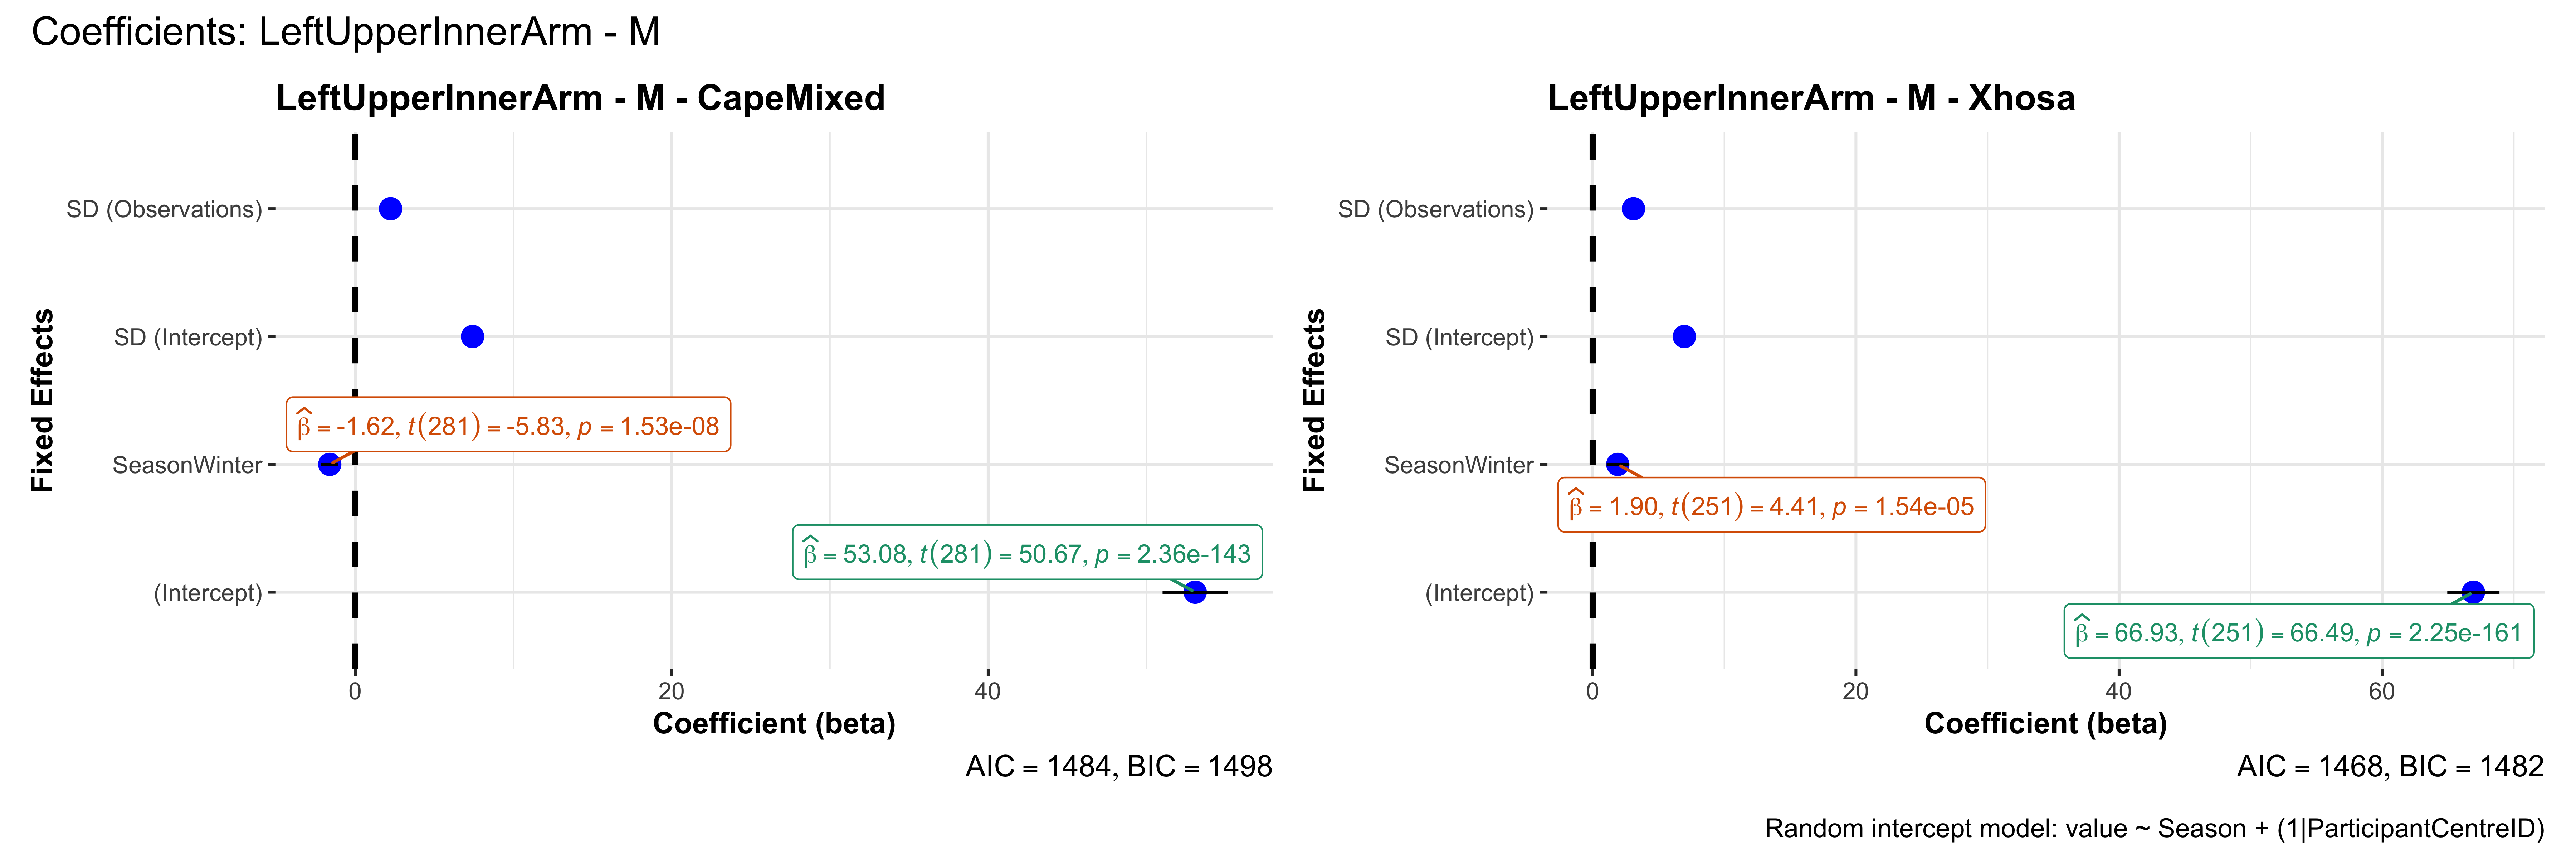 Coefficients: LeftUpperInnerArm - M
LeftUpperInnerArm - M - CapeMixed
Fixed Effects
SD (Observations)
SD (Intercept)
SeasonWinter
(Intercept)
β̂ = -1.62, t(281) = -5.83, p = 1.53e-08
β̂ = 53.08, t(281) = 50.67, p = 2.36e-143
0 20 40
Coefficient (beta)
AIC = 1484, BIC = 1498
LeftUpperInnerArm - M - Xhosa
Fixed Effects
SD (Observations)
SD (Intercept)
SeasonWinter
(Intercept)
β̂ = 1.90, t(251) = 4.41, p = 1.54e-05
β̂ = 66.93, t(251) = 66.49, p = 2.25e-161
0 20 40 60
Coefficient (beta)
AIC = 1468, BIC = 1482
Random intercept model: value ~ Season + (1|ParticipantCentreID)